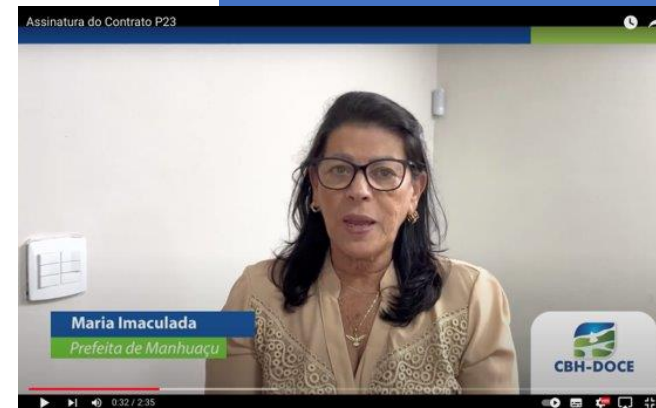 Assinatura do Contrato P23
Maria Imaculada
Prefeita de Manhuaçu
CBH-DOCE
0:32 / 2:35